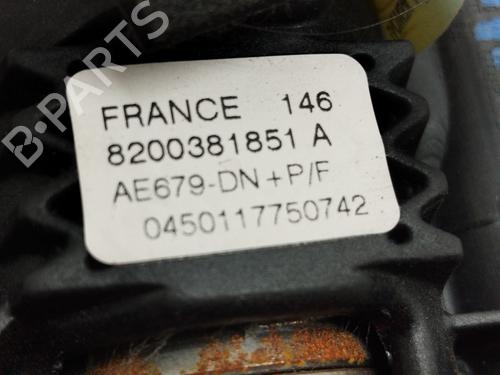 FRANCE 146
8200381851 A
AE679-DN+P/F
0450117750742
B-PARTS